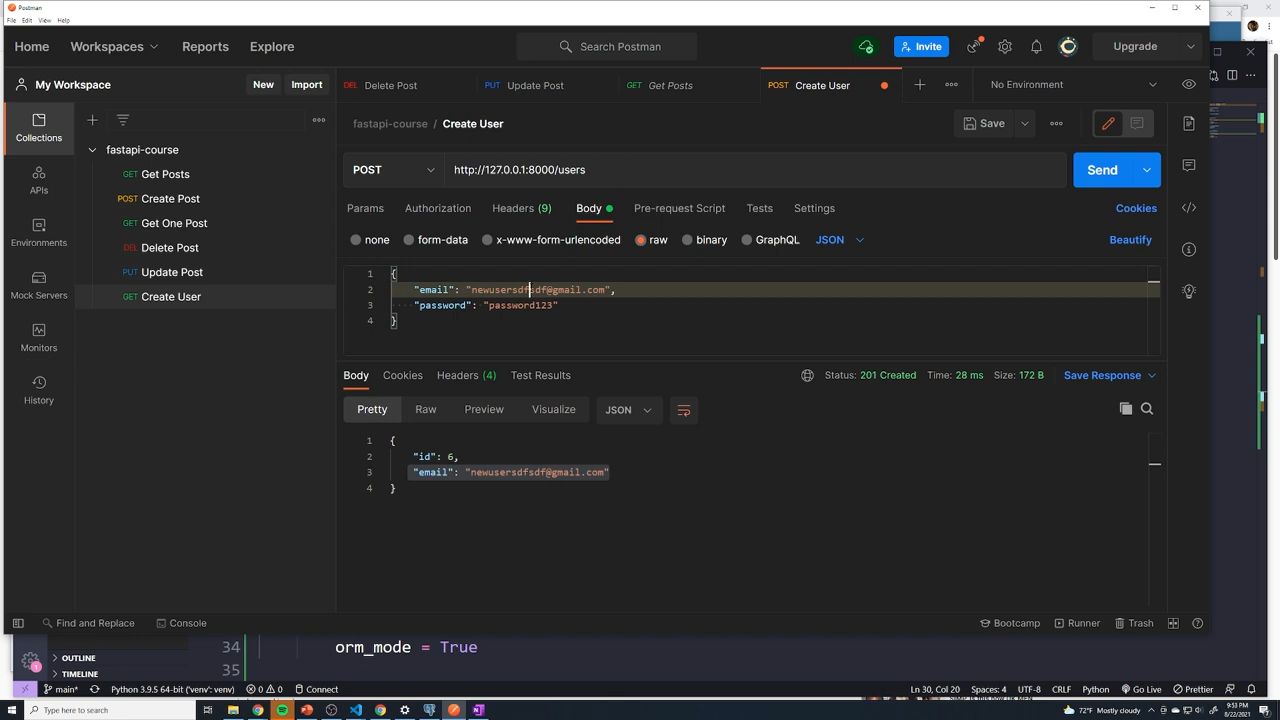 Postman
File Edit View Help
Home Workspaces Reports Explore Search Postman Invite Upgrade
My Workspace New Import DEL Delete Post PUT Update Post GET Get Posts POST Create User No Environment
Collections
APIs
Environments
Mock Servers
Monitors
History
fastapi-course
GET Get Posts
POST Create Post
GET Get One Post
DEL Delete Post
PUT Update Post
GET Create User
fastapi-course / Create User Save
POST http://127.0.0.1:8000/users Send
Params Authorization Headers (9) Body Pre-request Script Tests Settings Cookies
none form-data x-www-form-urlencoded raw binary GraphQL JSON Beautify
1 {
2 "email": "newusersdfsdf@gmail.com",
3 "password": "password123"
4 }
Body Cookies Headers (4) Test Results Status: 201 Created Time: 28 ms Size: 172 B Save Response
Pretty Raw Preview Visualize JSON
1 {
2 "id": 6,
3 "email": "newusersdfsdf@gmail.com"
4 }
Find and Replace Console Bootcamp Runner Trash
34 orm_mode = True
35
OUTLINE
TIMELINE
1
main* Python 3.9.5 64-bit ('venv': venv) 0 0 Connect Ln 30, Col 20 Spaces: 4 UTF-8 CRLF Python Go Live Prettier
Type here to search 72°F 9:53 PM
8/22/2021